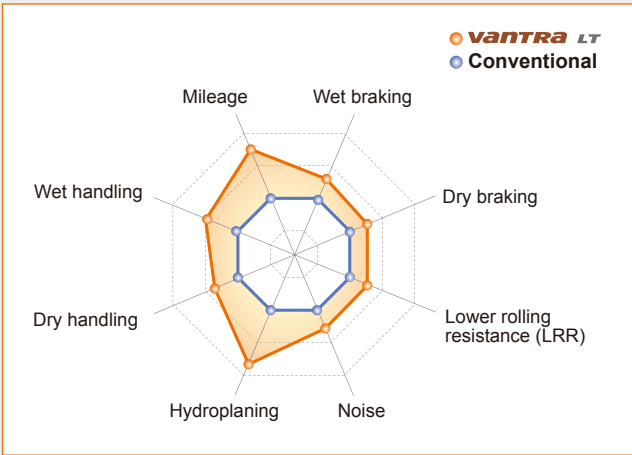 vanTRa LT
Conventional
Mileage
Wet braking
Wet handling
Dry braking
Dry handling
Lower rolling
resistance (LRR)
Hydroplaning
Noise